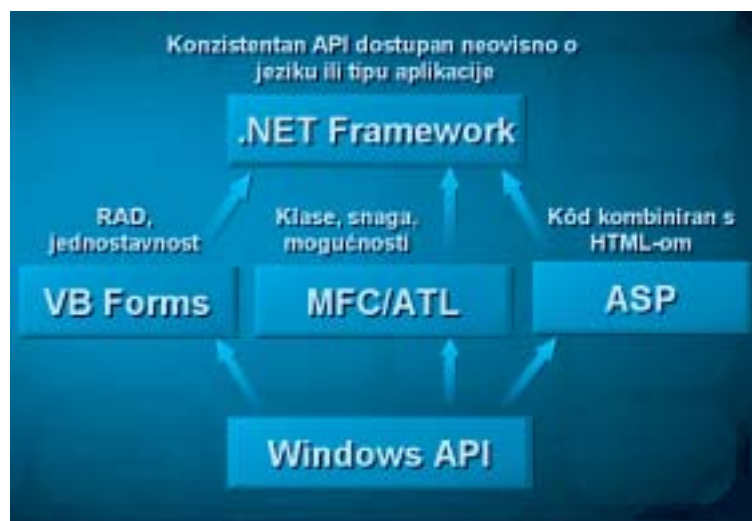 Konzistentan API dostupan neovisno o
jeziku ili tipu aplikacije
.NET Framework
RAD,
jednostavnost
Klase, snaga,
mogućnosti
Kôd kombiniran s
HTML-om
VB Forms
MFC/ATL
ASP
Windows API